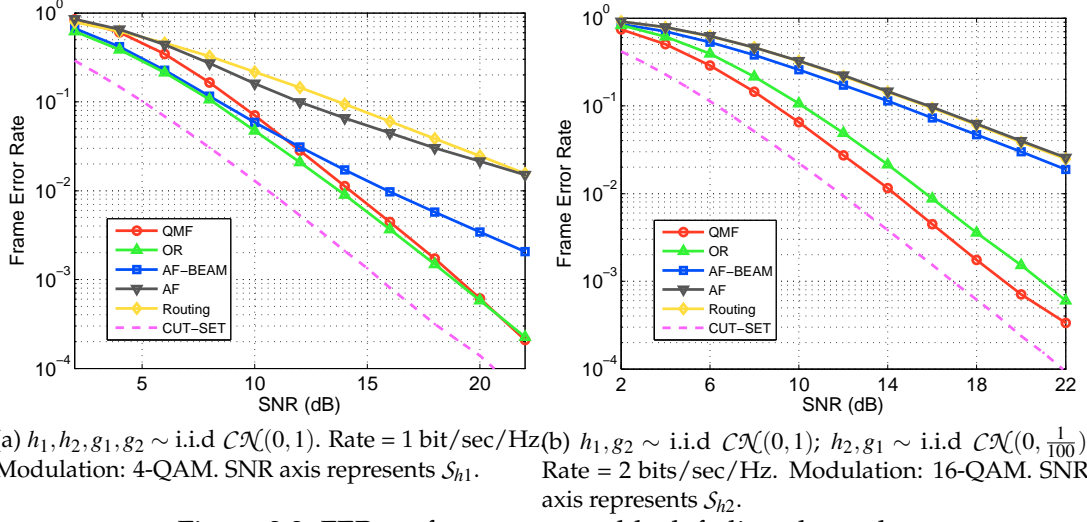 10^0
10^-1
10^-2
10^-3
10^-4
Frame Error Rate
QMF
OR
AF−BEAM
AF
Routing
CUT−SET
5 10 15 20
SNR (dB)
10^0
10^-1
10^-2
10^-3
10^-4
Frame Error Rate
QMF
OR
AF−BEAM
AF
Routing
CUT−SET
2 6 10 14 18 22
SNR (dB)
a) h₁, h₂, g₁, g₂ ∼ i.i.d 𝒞𝒩(0, 1). Rate = 1 bit/sec/Hz.
Modulation: 4-QAM. SNR axis represents 𝒮h1.
(b) h₁, g₂ ∼ i.i.d 𝒞𝒩(0, 1); h₂, g₁ ∼ i.i.d 𝒞𝒩(0, 1/100)
Rate = 2 bits/sec/Hz. Modulation: 16-QAM. SNR
axis represents 𝒮h2.